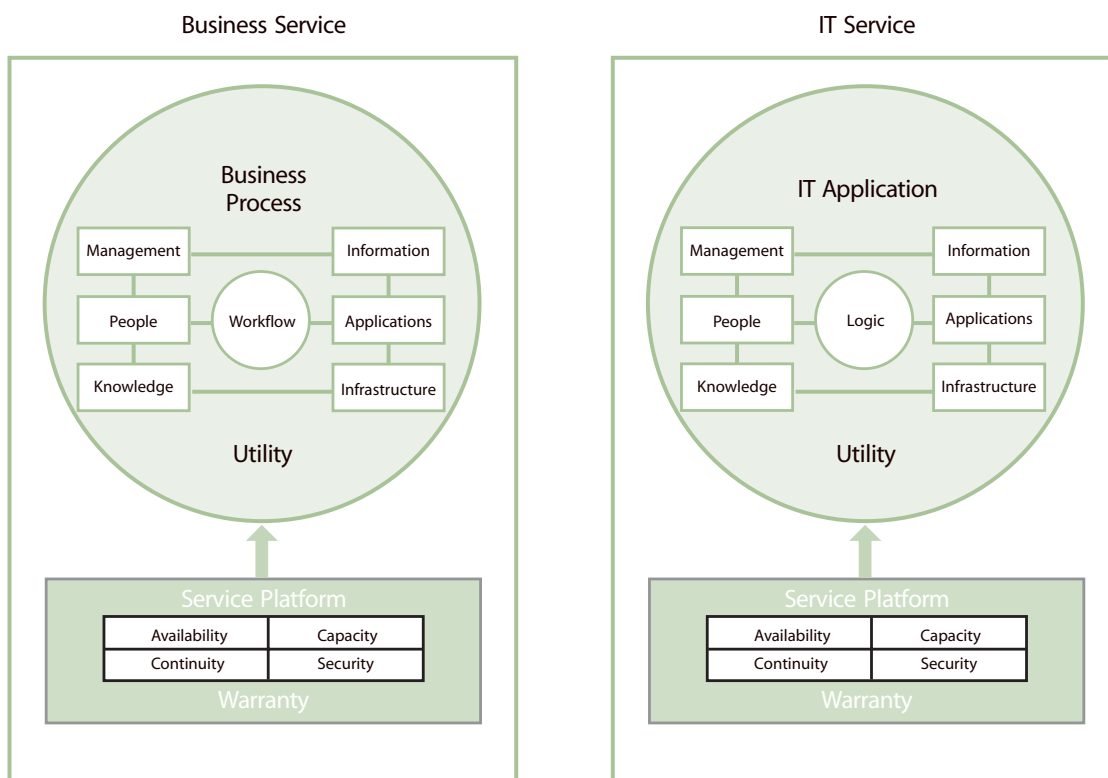 Business Service
Business
Process
Management
Information
People
Workflow
Applications
Knowledge
Infrastructure
Utility
Service Platform
Availability
Capacity
Continuity
Security
Warranty
IT Service
IT Application
Management
Information
People
Logic
Applications
Knowledge
Infrastructure
Utility
Service Platform
Availability
Capacity
Continuity
Security
Warranty